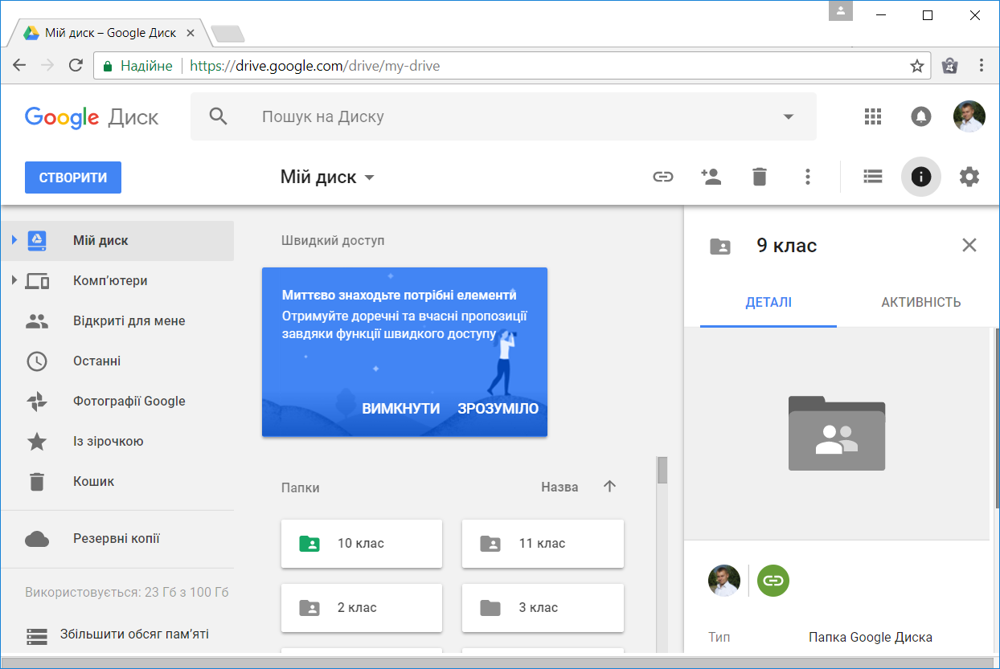 Мій диск – Google Диск
Надійне https://drive.google.com/drive/my-drive
Google Диск
Пошук на Диску
СТВОРИТИ
Мій диск
Мій диск
Комп'ютери
Відкриті для мене
Останні
Фотографії Google
Із зірочкою
Кошик
Резервні копії
Використовується: 23 Гб з 100 Гб
Збільшити обсяг пам'яті
Швидкий доступ
Миттєво знаходьте потрібні елементи
Отримуйте доречні та вчасні пропозиції
завдяки функції швидкого доступу
ВИМКНУТИ ЗРОЗУМІЛО
Папки Назва
10 клас 11 клас
2 клас 3 клас
9 клас
ДЕТАЛІ АКТИВНІСТЬ
Тип Папка Google Диска